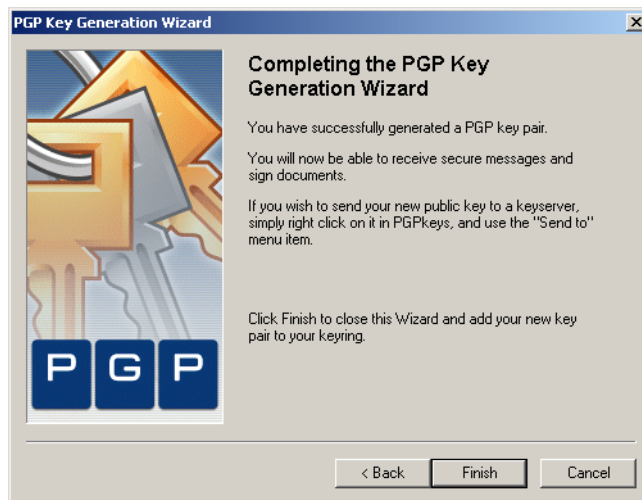 PGP Key Generation Wizard
Completing the PGP Key
Generation Wizard
You have successfully generated a PGP key pair.
You will now be able to receive secure messages and
sign documents.
If you wish to send your new public key to a keyserver,
simply right click on it in PGPkeys, and use the "Send to"
menu item.
Click Finish to close this Wizard and add your new key
pair to your keyring.
P G P
< Back Finish Cancel